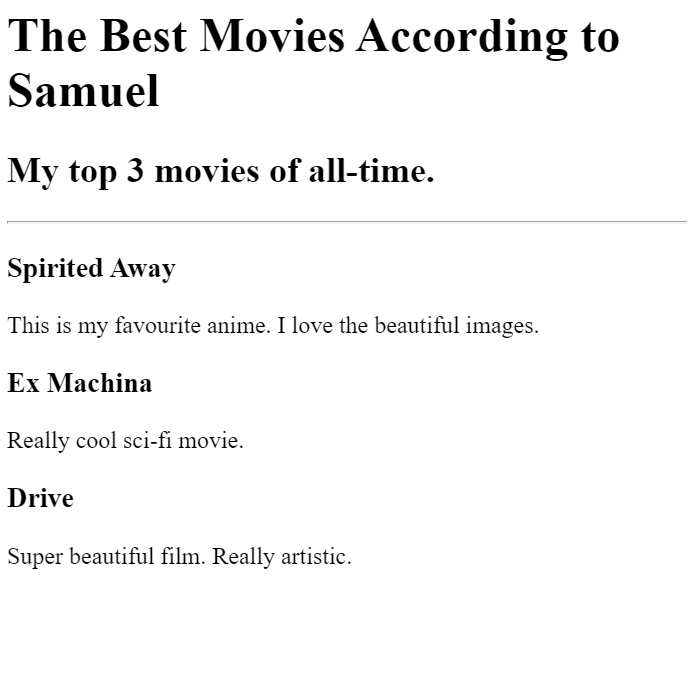 The Best Movies According to
Samuel
My top 3 movies of all-time.
Spirited Away
This is my favourite anime. I love the beautiful images.
Ex Machina
Really cool sci-fi movie.
Drive
Super beautiful film. Really artistic.